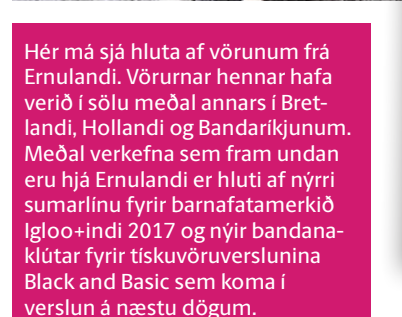 Hér má sjá hluta af vörunum frá
Ernulandi. Vörurnar hennar hafa
verið í sölu meðal annars í Bret-
landi, Hollandi og Bandaríkjunum.
Meðal verkefna sem fram undan
eru hjá Ernulandi er hluti af nýrri
sumarlínu fyrir barnafatamerkið
Igloo+indi 2017 og nýir bandana-
klútar fyrir tískuvöruverslunina
Black and Basic sem koma í
verslun á næstu dögum.